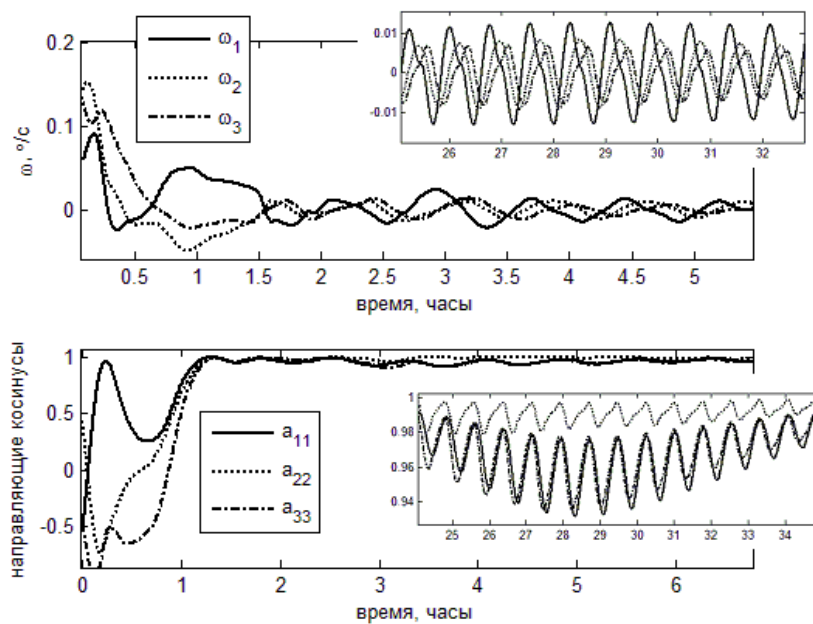 0.2
0.1
0
ω, º/c
ω1
ω2
ω3
0.01
0
-0.01
26 27 28 29 30 31 32
0.5 1 1.5 2 2.5 3 3.5 4 4.5 5
время, часы
направляющие косинусы
1
0.5
0
-0.5
a11
a22
a33
1
0.98
0.96
0.94
25 26 27 28 29 30 31 32 33 34
0 1 2 3 4 5 6
время, часы